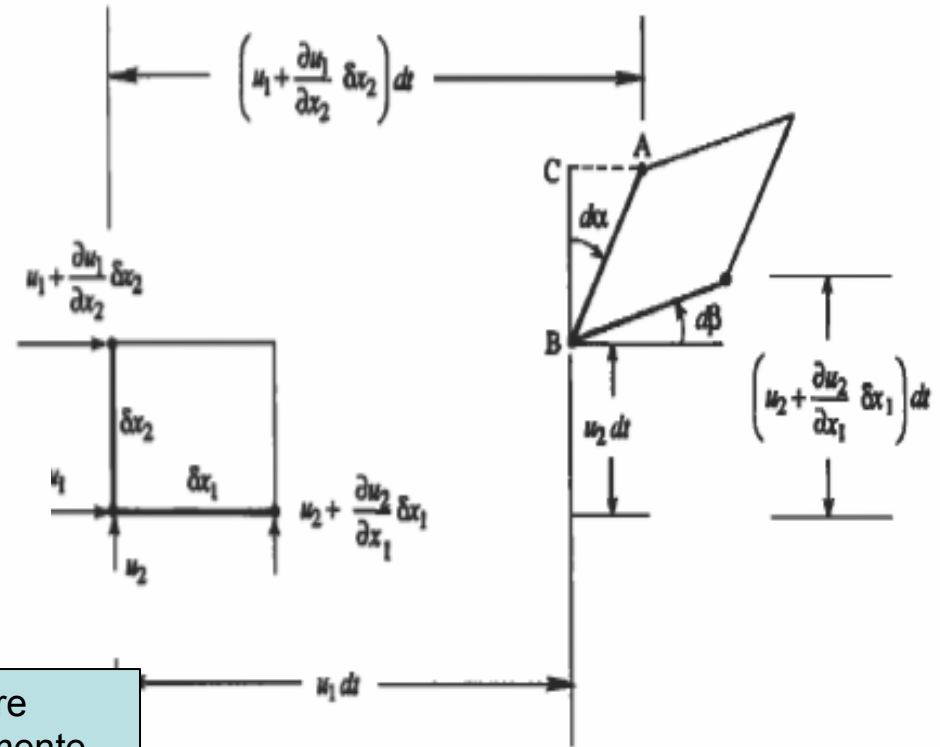 (u₁ + ∂u₁/∂x₂ δx₂) dt
A
C
dα
u₁ + ∂u₁/∂x₂ δx₂
dβ
B
(u₂ + ∂u₂/∂x₁ δx₁) dt
δx₂
u₂ dt
δx₁
u₁
u₂ + ∂u₂/∂x₁ δx₁
u₂
u₁ dt